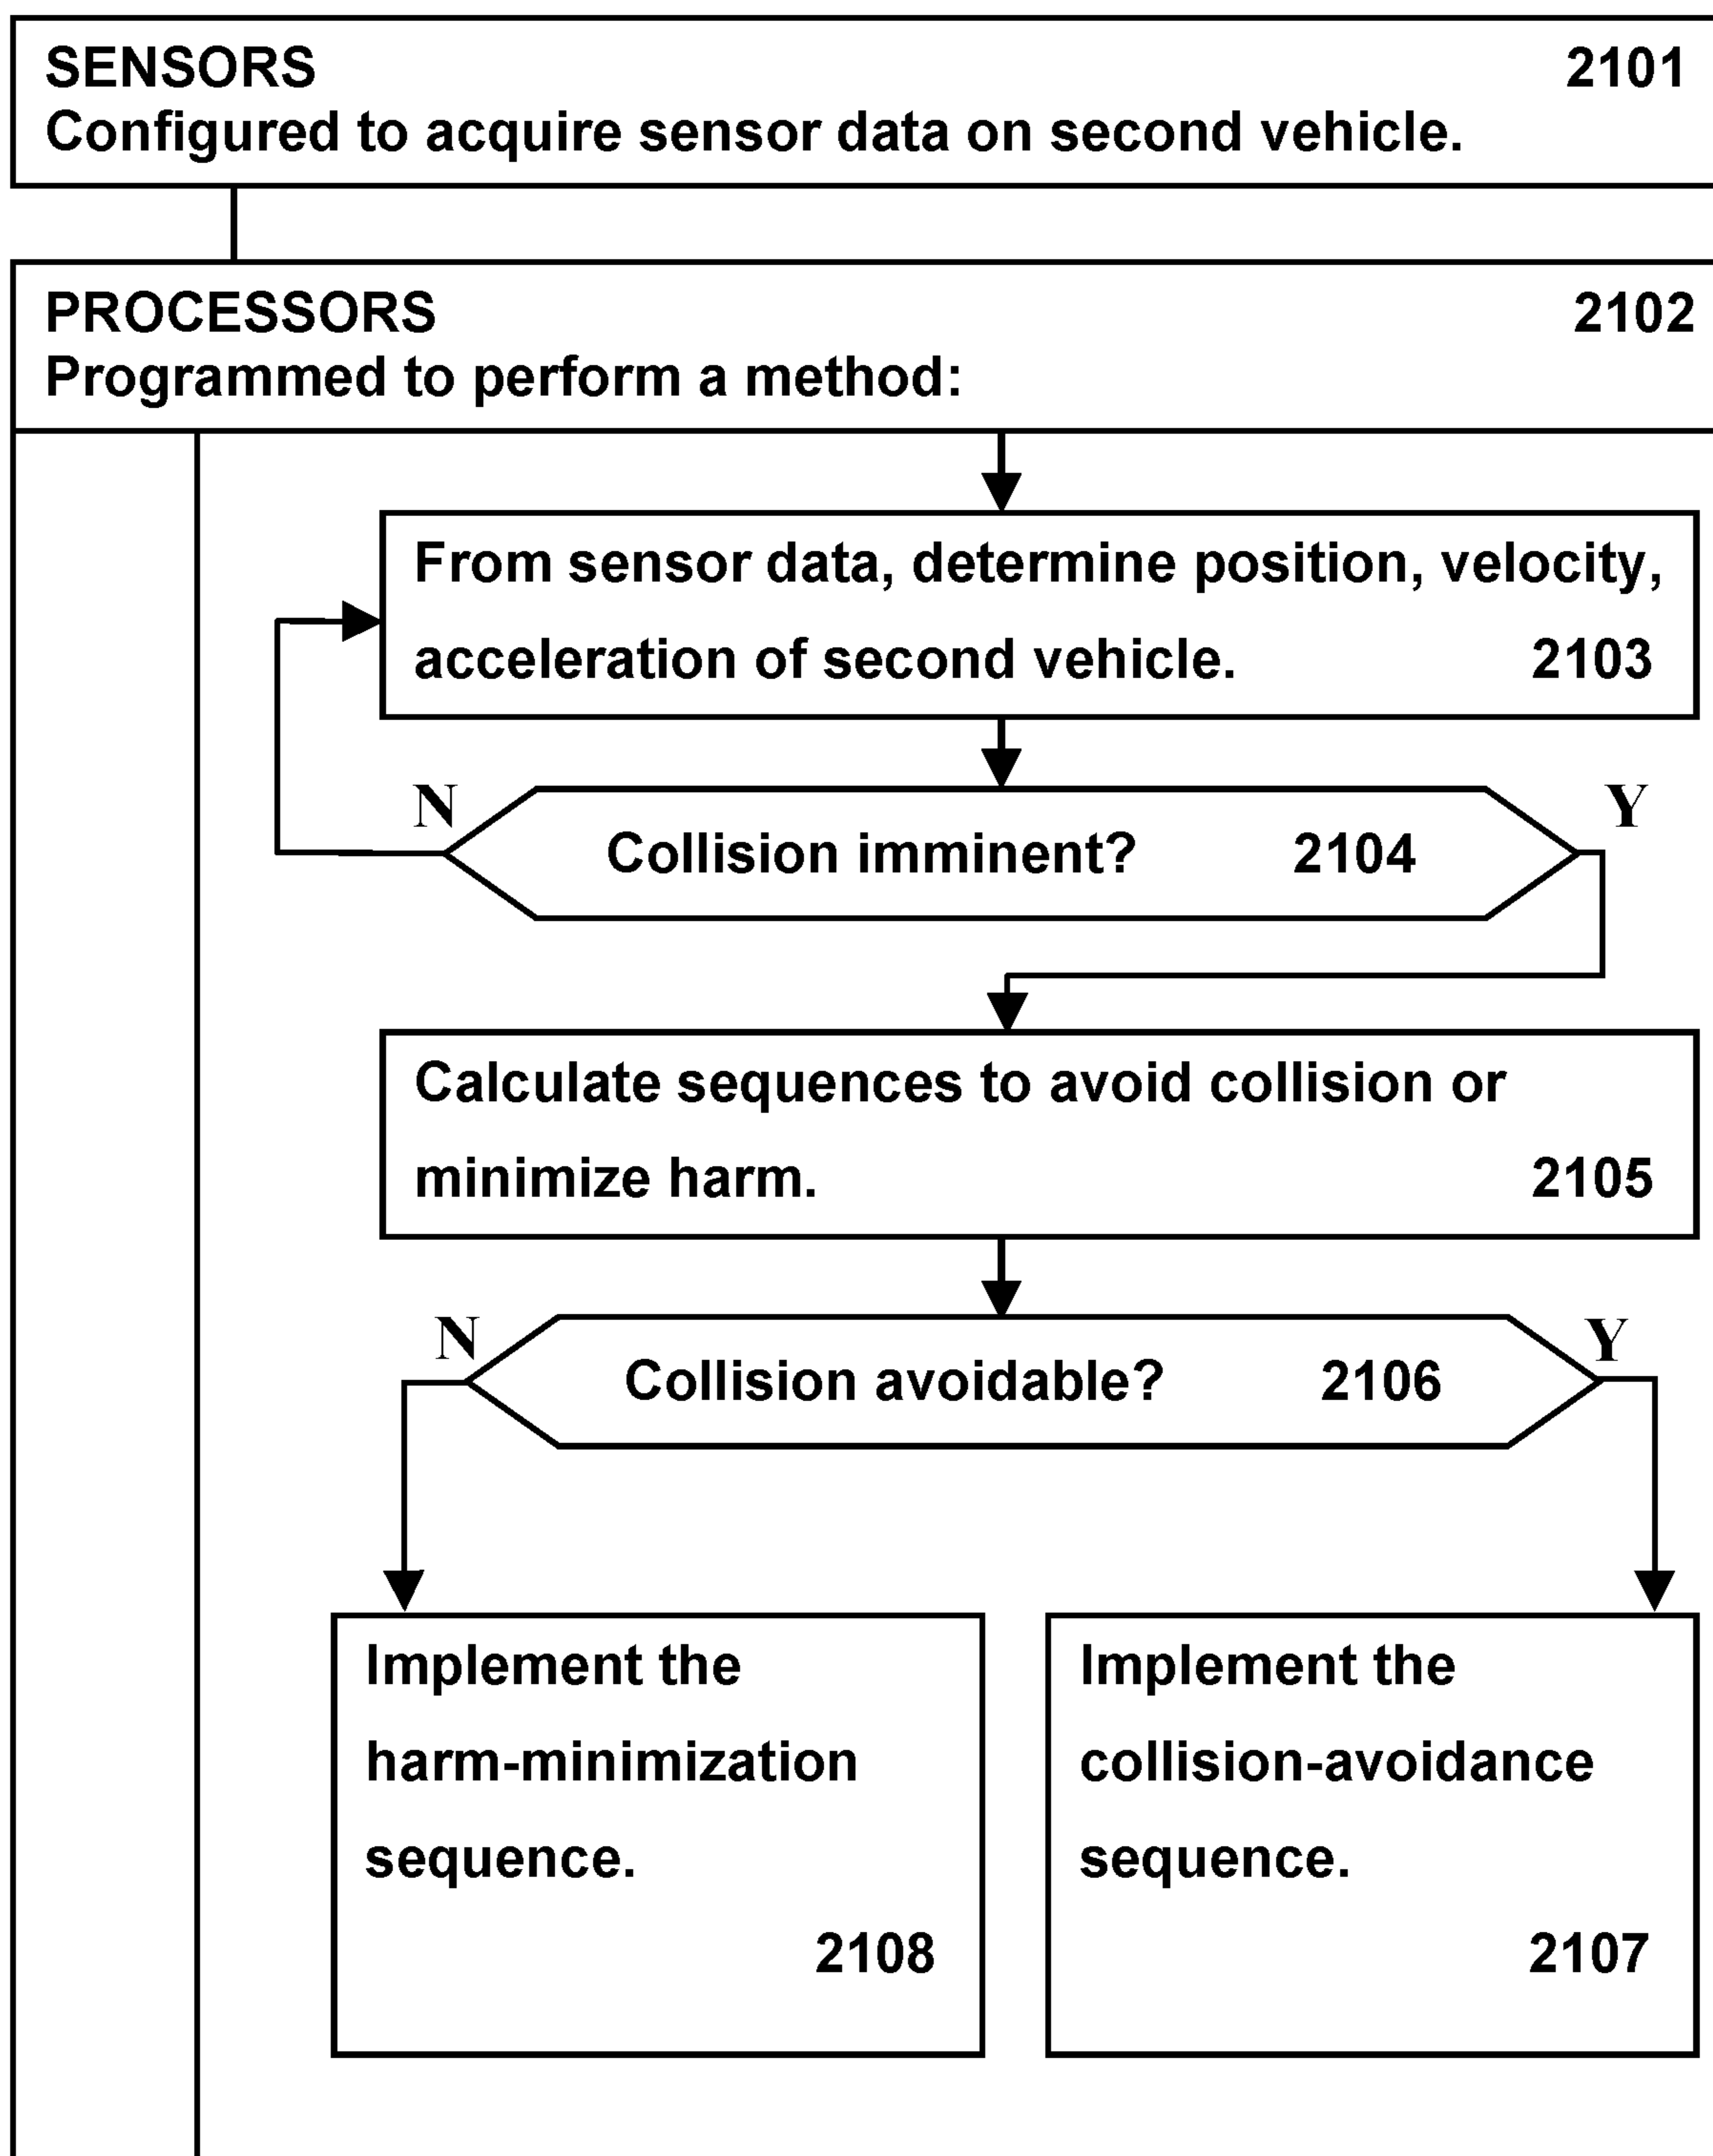 SENSORS 2101
Configured to acquire sensor data on second vehicle.
PROCESSORS 2102
Programmed to perform a method:
From sensor data, determine position, velocity,
acceleration of second vehicle. 2103
N Y
Collision imminent? 2104
Calculate sequences to avoid collision or
minimize harm. 2105
N Y
Collision avoidable? 2106
Implement the
harm-minimization
sequence.
2108
Implement the
collision-avoidance
sequence.
2107